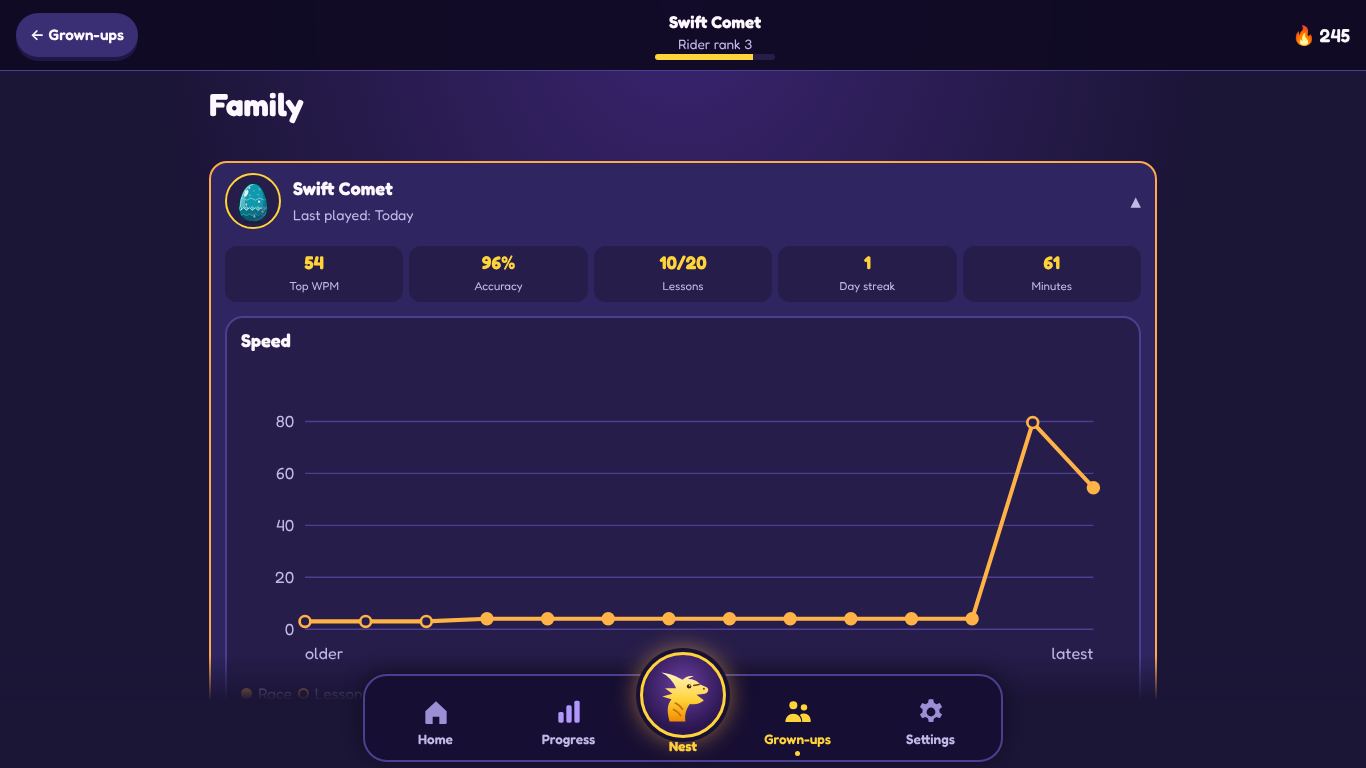 ← Grown-ups
Swift Comet
Rider rank 3
245
Family
Swift Comet
Last played: Today
54
Top WPM
96%
Accuracy
10/20
Lessons
1
Day streak
61
Minutes
Speed
80
60
40
20
0
older
latest
Race
Lesson
Home
Progress
Nest
Grown-ups
Settings